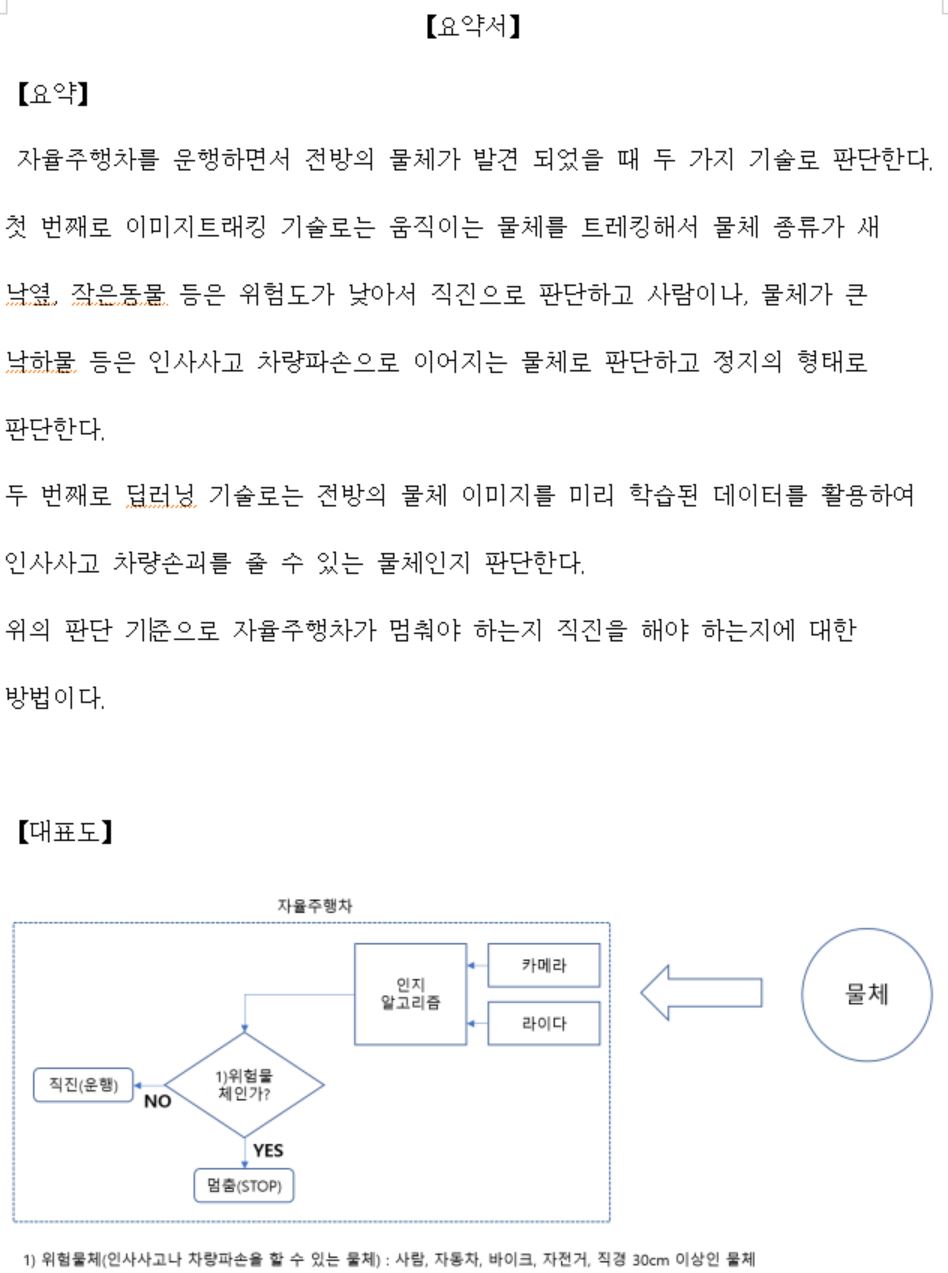 【요약서】
【요약】
자율주행차를 운행하면서 전방의 물체가 발견 되었을 때 두 가지 기술로 판단한다.
첫 번째로 이미지트래킹 기술로는 움직이는 물체를 트레킹해서 물체 종류가 새
낙옆, 작은동물 등은 위험도가 낮아서 직진으로 판단하고 사람이나, 물체가 큰
낙하물 등은 인사사고 차량파손으로 이어지는 물체로 판단하고 정지의 형태로
판단한다.
두 번째로 딥러닝 기술로는 전방의 물체 이미지를 미리 학습된 데이터를 활용하여
인사사고 차량손괴를 줄 수 있는 물체인지 판단한다.
위의 판단 기준으로 자율주행차가 멈춰야 하는지 직진을 해야 하는지에 대한
방법이다.
【대표도】
자율주행차
카메라
인지
알고리즘
라이다
물체
1)위험물
체인가?
직진(운행)
NO
YES
멈춤(STOP)
1) 위험물체(인사사고나 차량파손을 할 수 있는 물체) : 사람, 자동차, 바이크, 자전거, 직경 30cm 이상인 물체